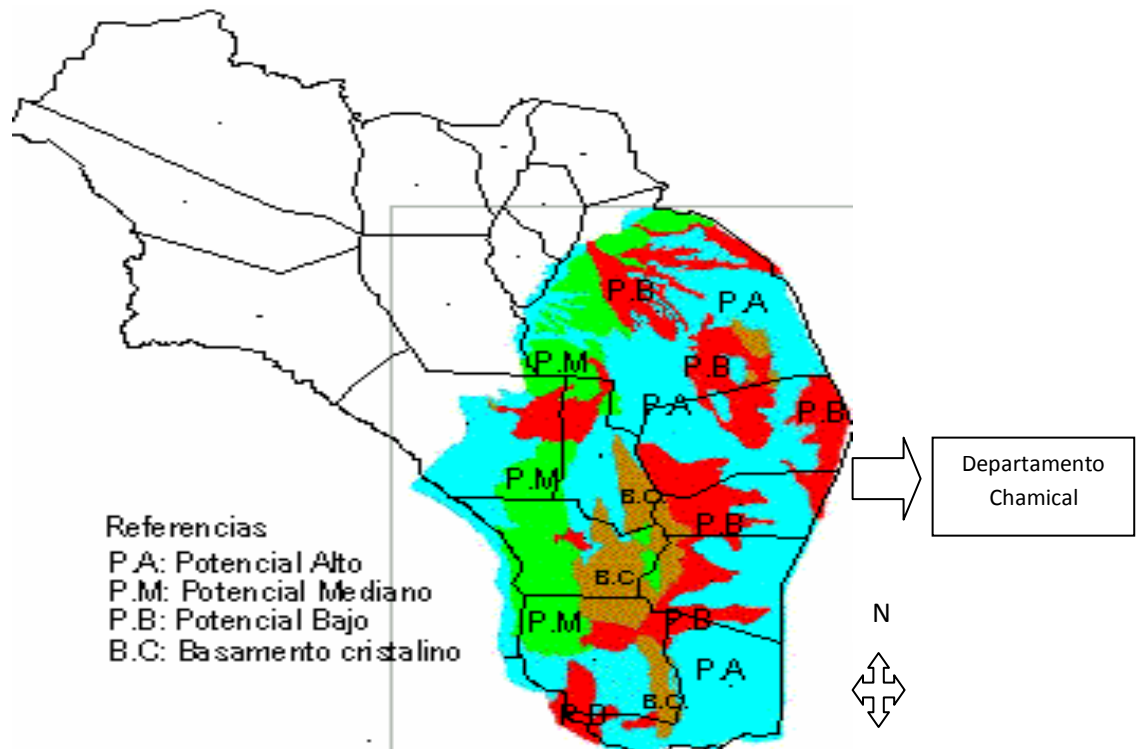 P.B
P.A
P.M
P.B
P.A
P.B
P.M
B.C.
P.B
B.C
P.M
P.B
P.A
B.C.
P.B
Referencias
P.A: Potencial Alto
P.M: Potencial Mediano
P.B: Potencial Bajo
B.C: Basamento cristalino
Departamento
Chamical
N